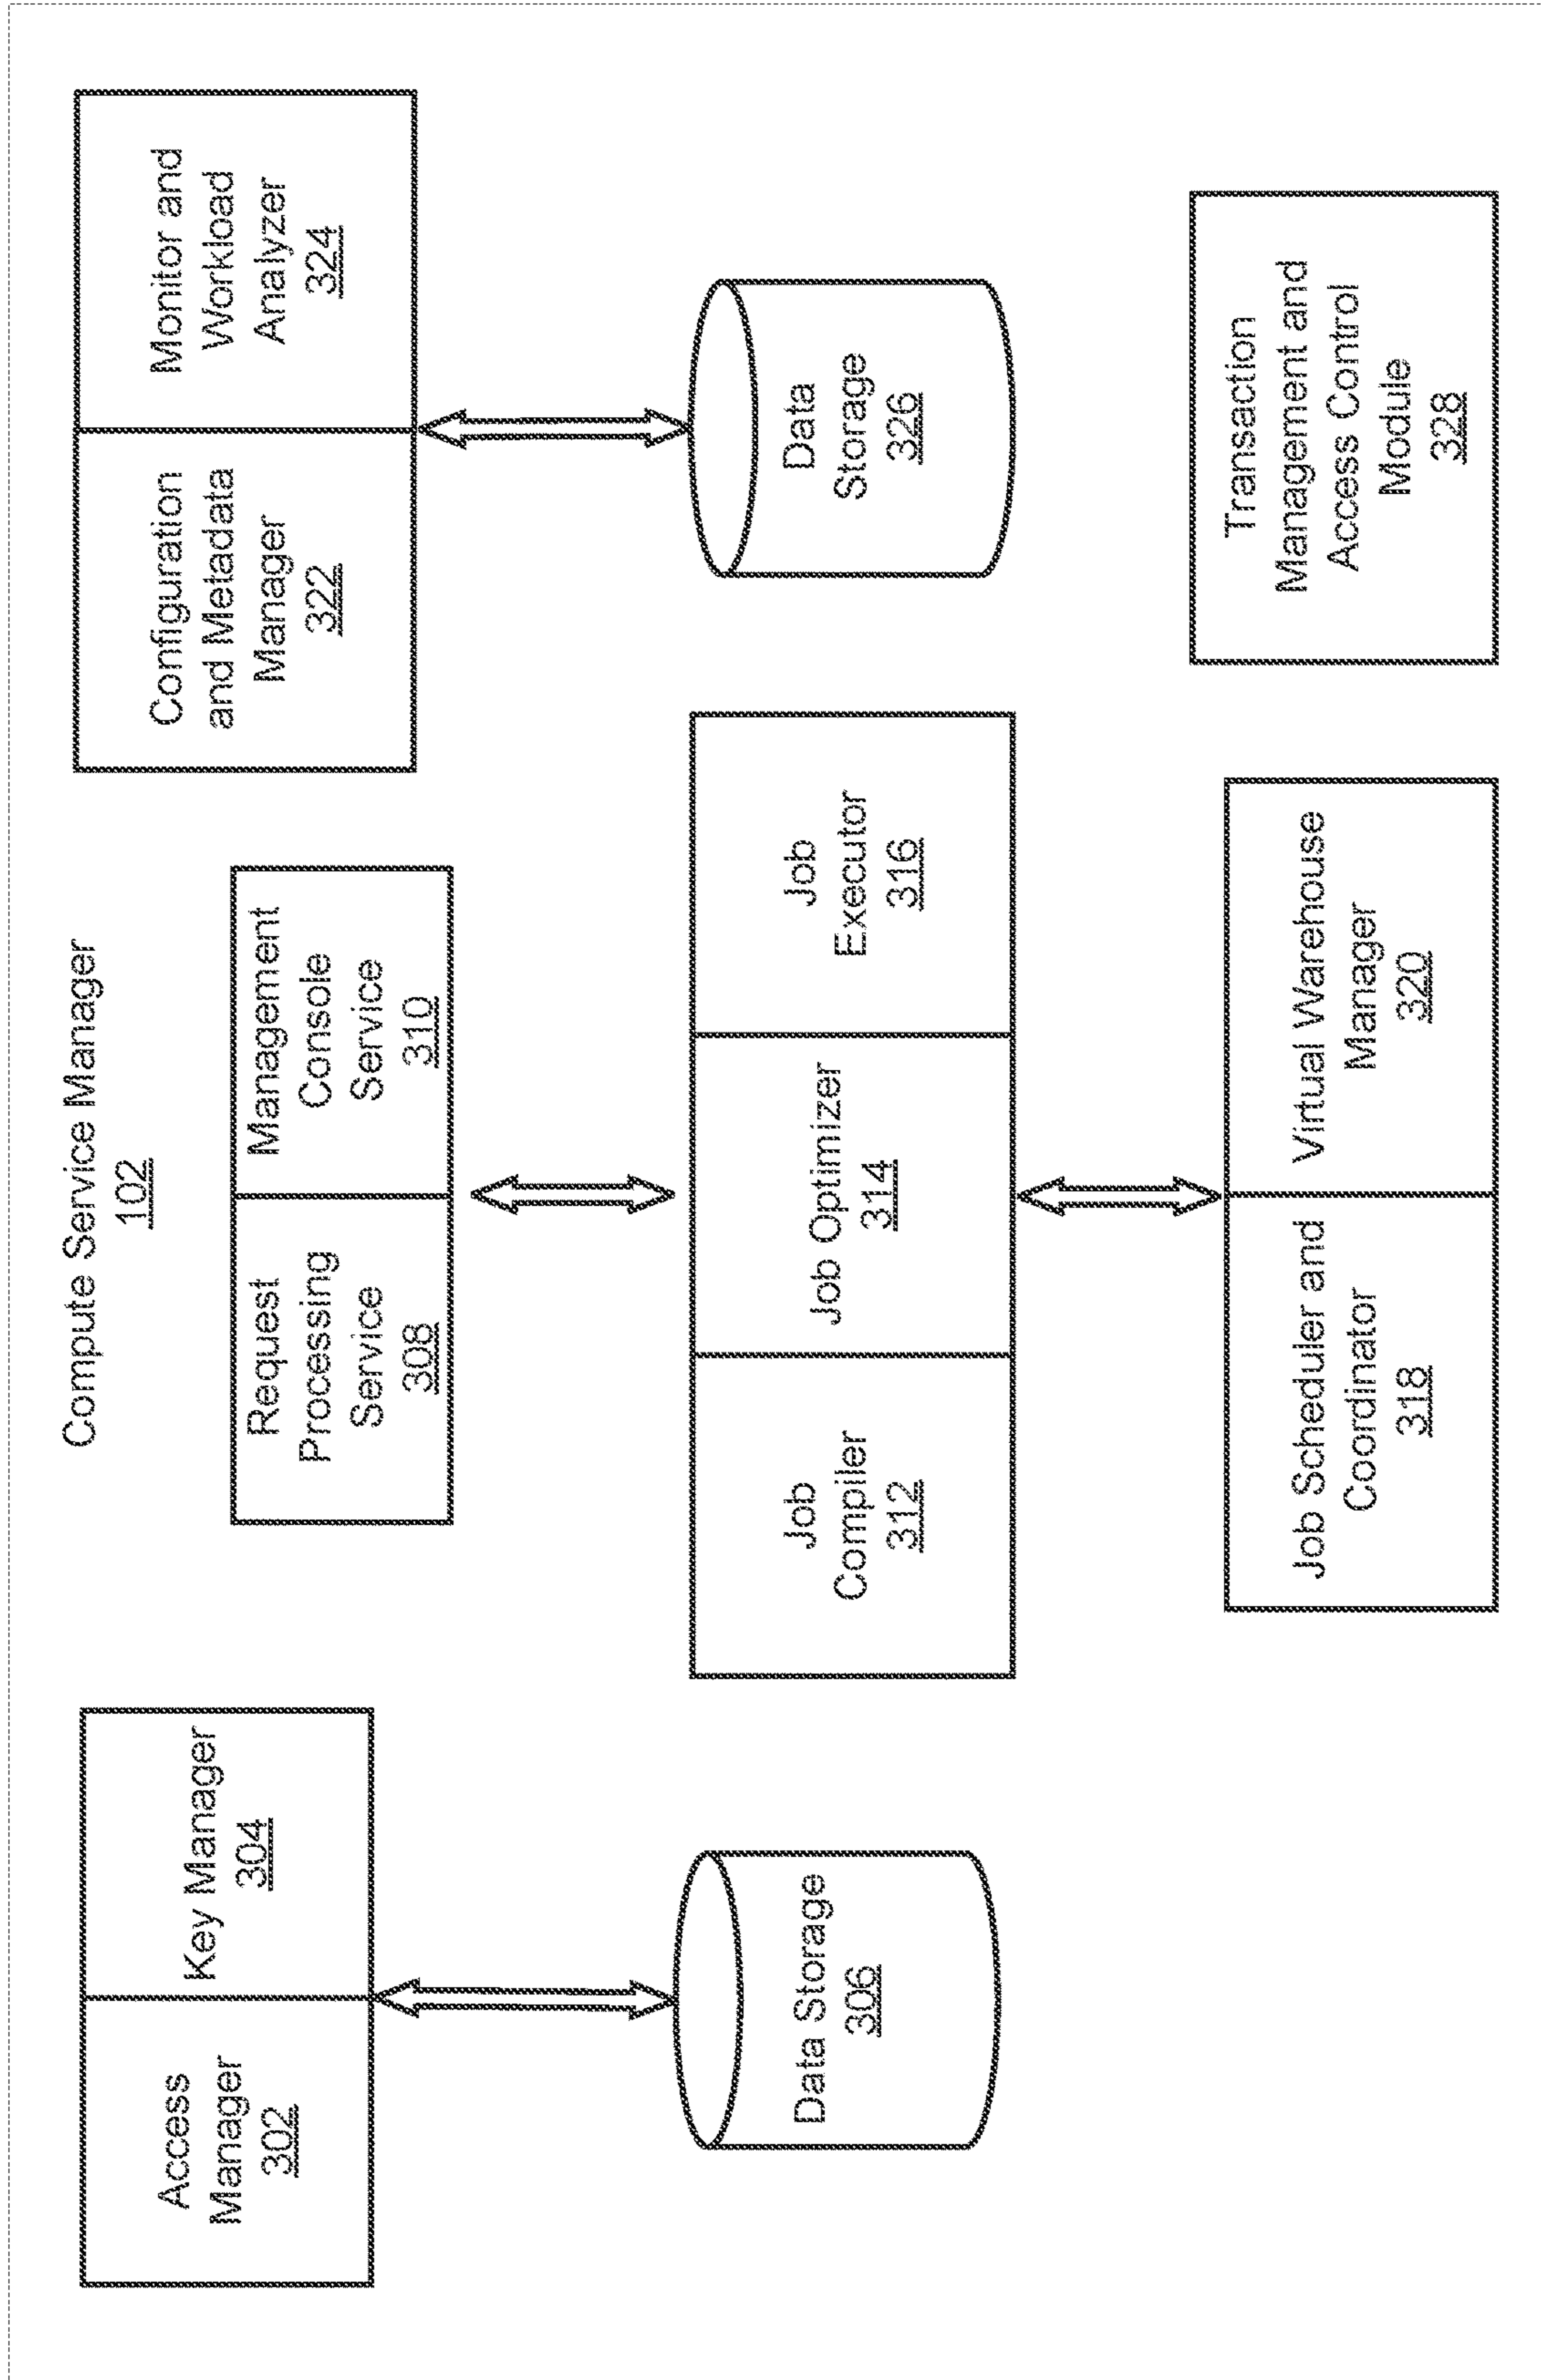 Compute Service Manager
102
Access
Manager
302
Key Manager
304
Request
Processing
Service
308
Management
Console
Service
310
Configuration
and Metadata
Manager
322
Monitor and
Workload
Analyzer
324
Data Storage
306
Job
Compiler
312
Job Optimizer
314
Job
Executor
316
Data
Storage
326
Job Scheduler and
Coordinator
318
Virtual Warehouse
Manager
320
Transaction
Management and
Access Control
Module
328